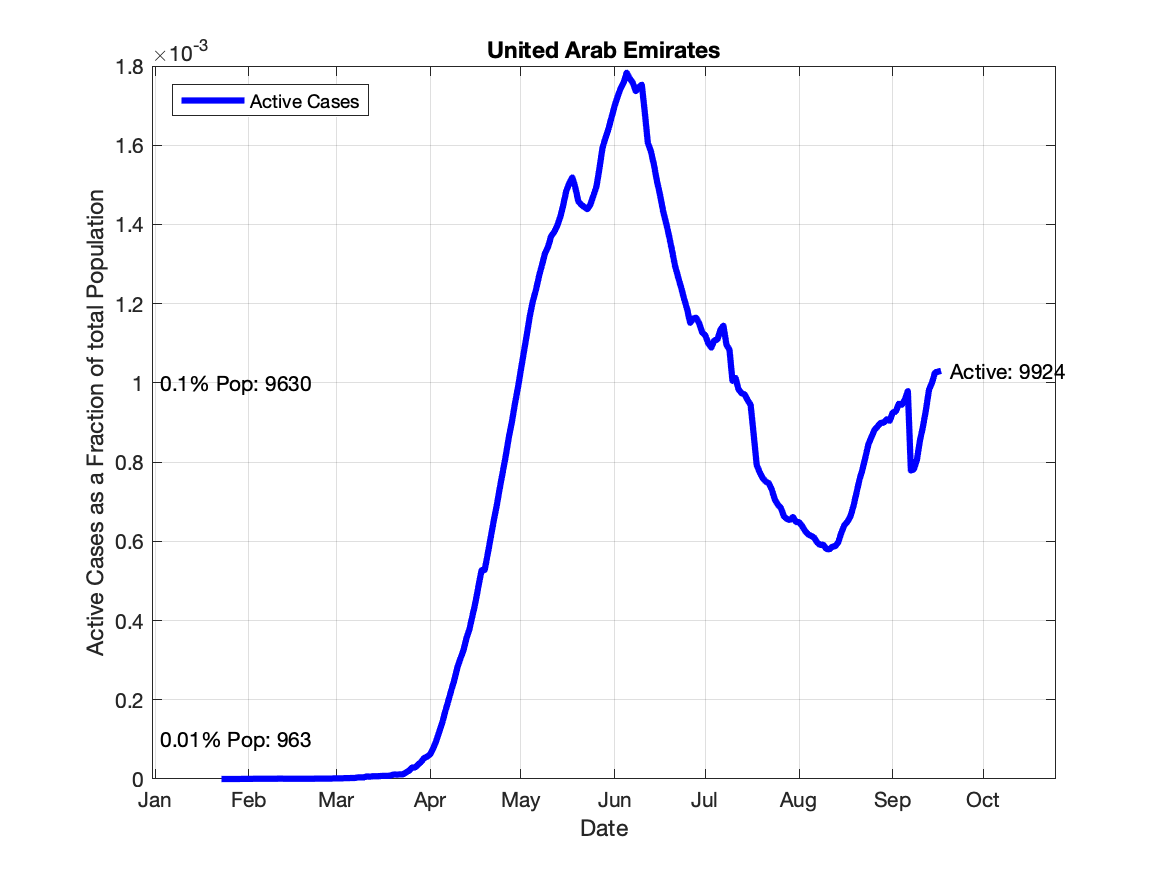 United Arab Emirates
×10-3
Active Cases
1.8
1.6
1.4
1.2
1
0.8
0.6
0.4
0.2
0
Active Cases as a Fraction of total Population
0.1% Pop: 9630
Active: 9924
0.01% Pop: 963
Jan Feb Mar Apr May Jun Jul Aug Sep Oct
Date